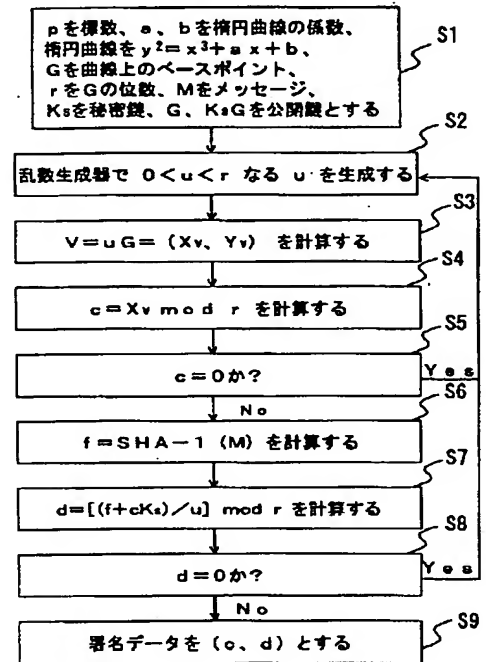 pを標数、a、bを楕円曲線の係数、 S1
楕円曲線をy²=x³+ax+b、
Gを曲線上のベースポイント、
rをGの位数、Mをメッセージ、
Ksを秘密鍵、G、KsGを公開鍵とする
S2
乱数生成器で 0<u<r なる u を生成する
S3
V=uG=(Xv、Yv) を計算する
S4
c=Xv mod r を計算する
S5
c=0か?
Yes
No
S6
f=SHA-1(M)を計算する
S7
d=[(f+cKs)/u] mod r を計算する
S8
d=0か?
Yes
No
S9
署名データを(c、d)とする